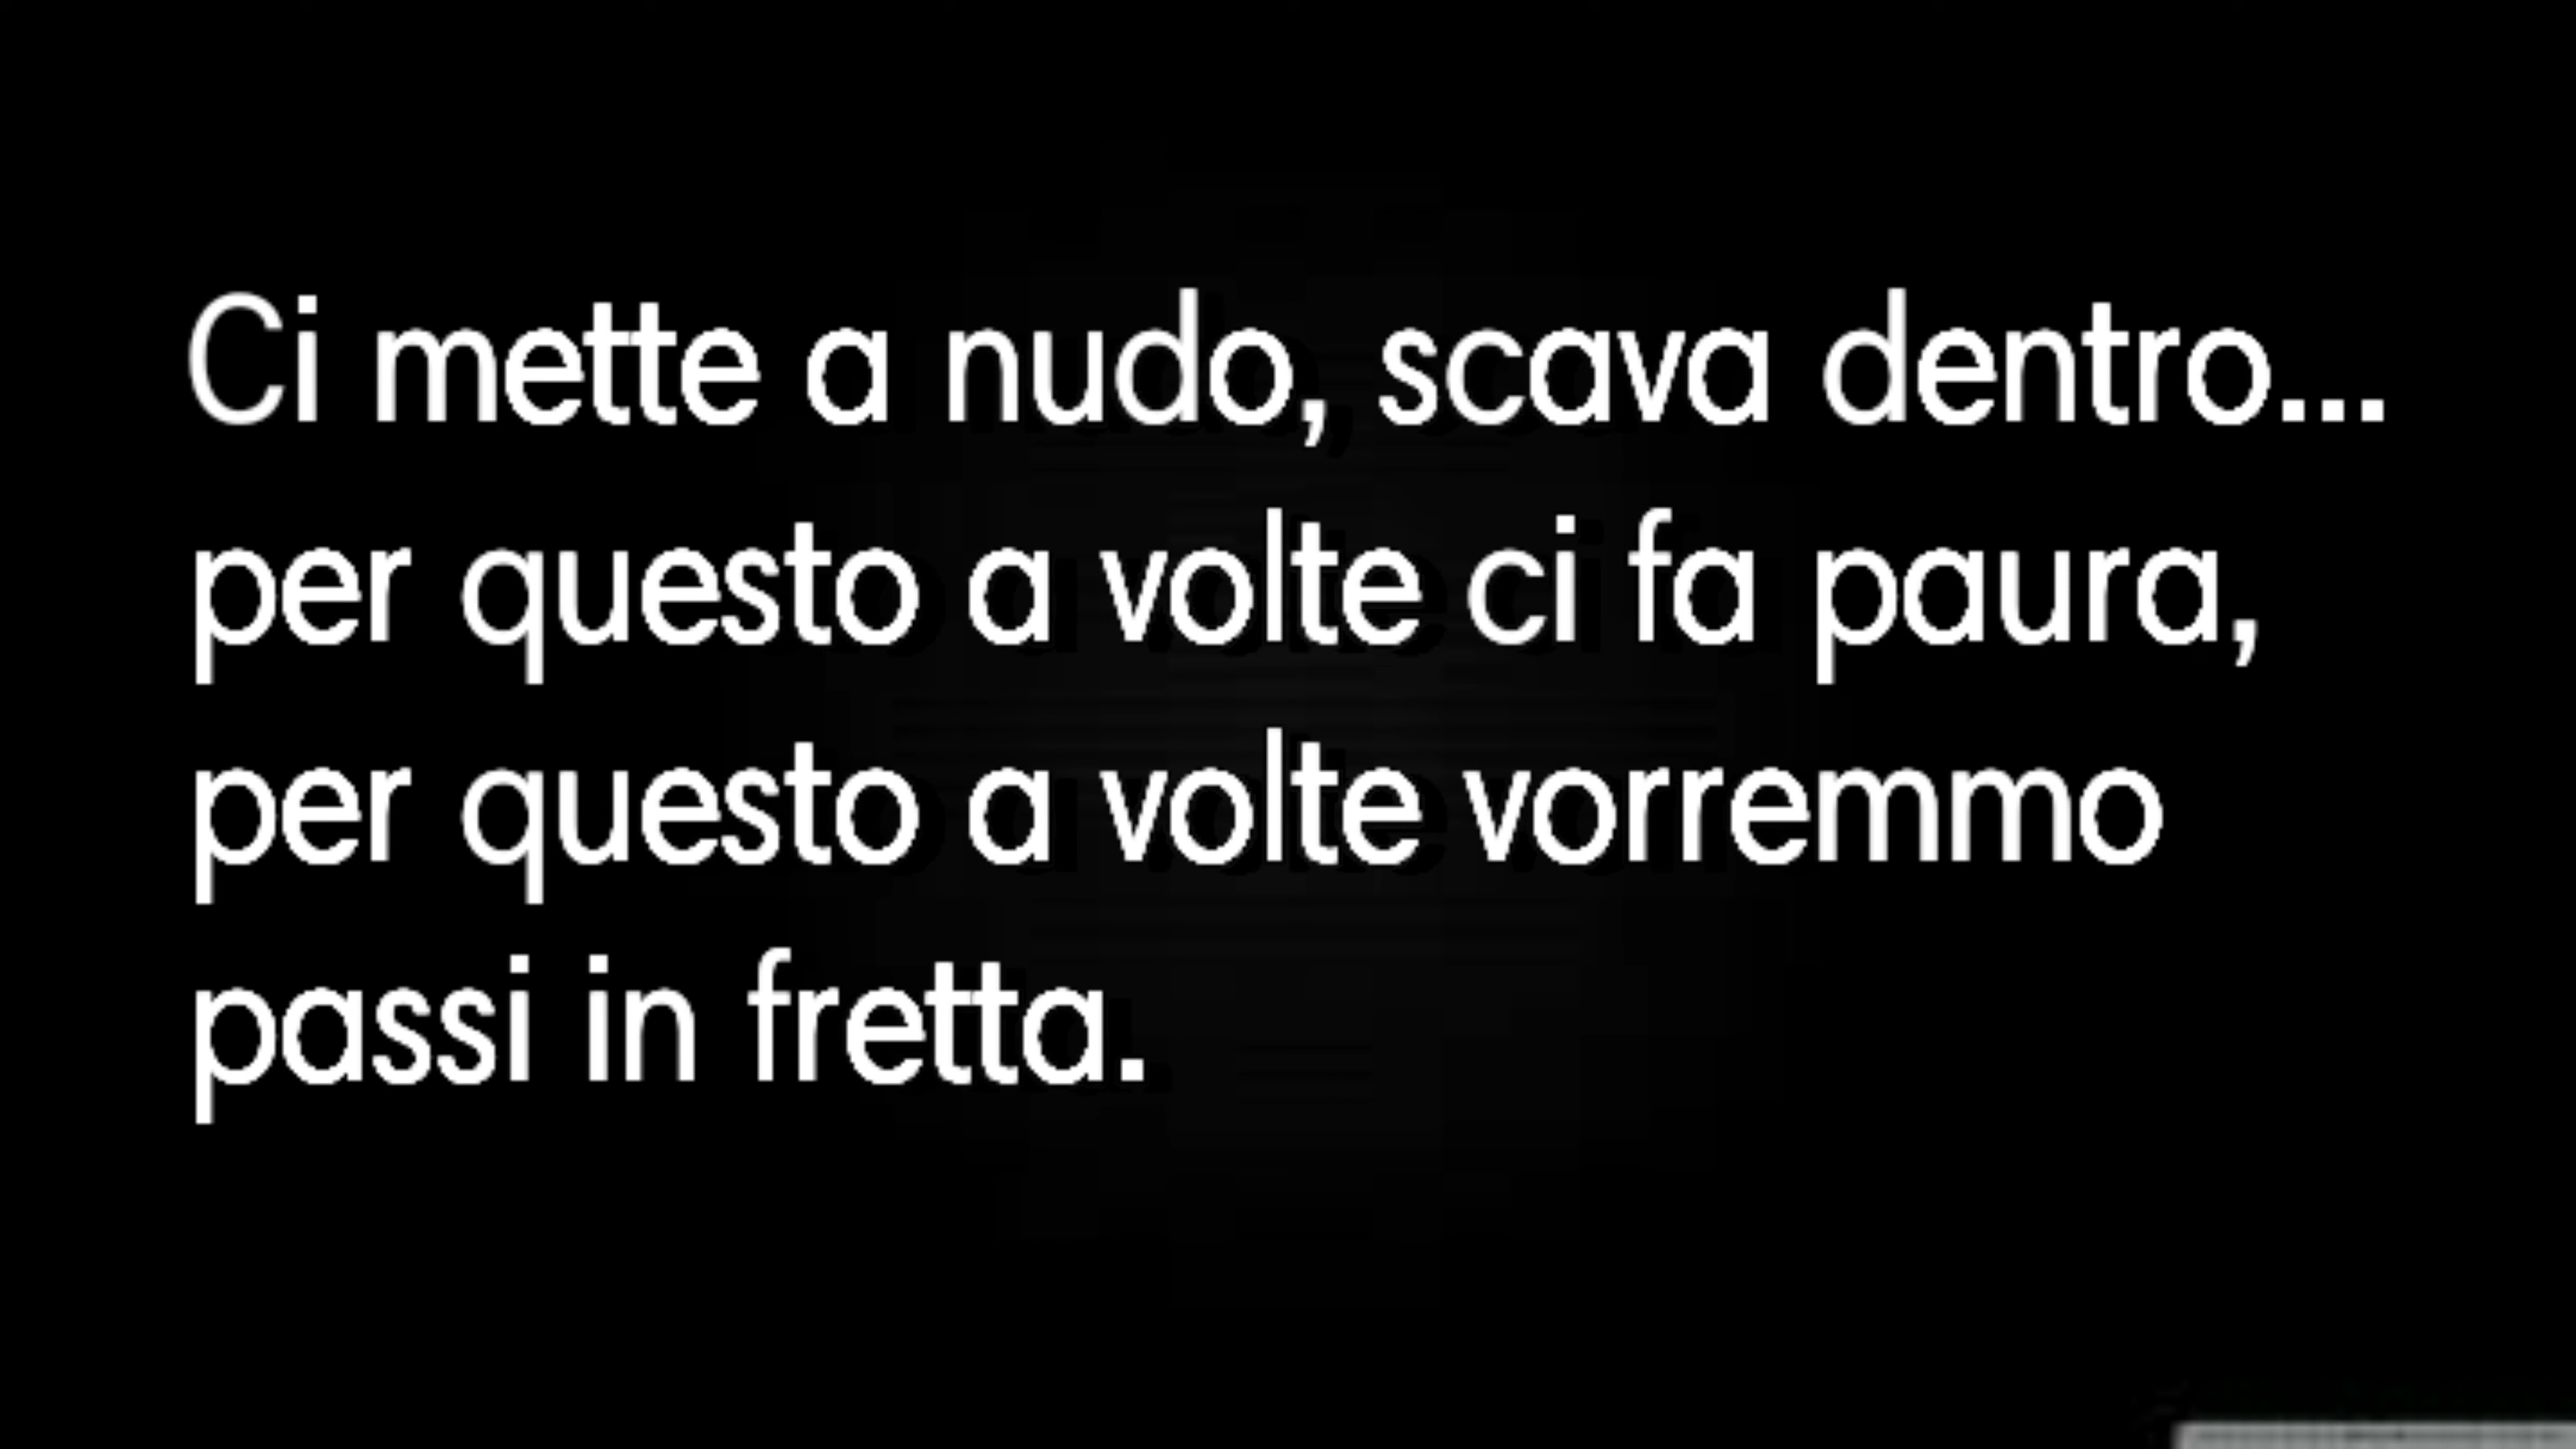 Ci mette a nudo, scava dentro...
per questo a volte ci fa paura,
per questo a volte vorremmo
passi in fretta.